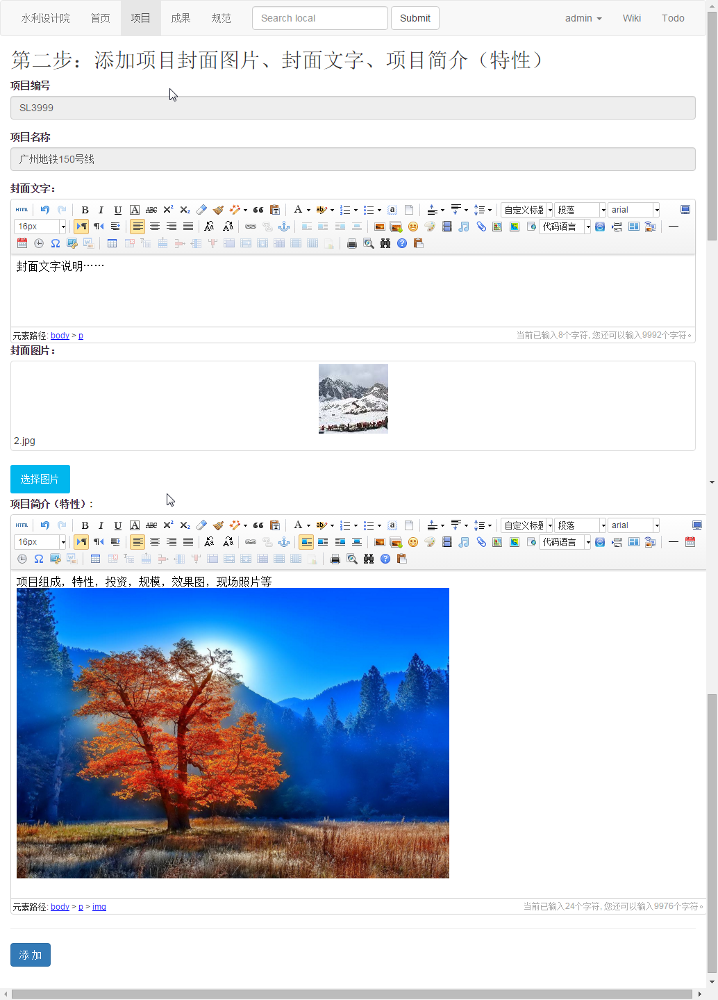 水利设计院 首页 项目 成果 规范 Search local Submit admin Wiki Todo
第二步：添加项目封面图片、封面文字、项目简介（特性）
项目编号
SL3999
项目名称
广州地铁150号线
封面文字：
HTML B I U A ABC X² X₂ A 自定义标题 段落 arial
16px 代码语言
封面文字说明……
元素路径: body > p 当前已输入8个字符, 您还可以输入9992个字符。
封面图片：
2.jpg
选择图片
项目简介（特性）：
HTML B I U A ABC X² X₂ A 自定义标题 段落 arial
16px 代码语言
项目组成，特性，投资，规模，效果图，现场照片等
元素路径: body > p > img 当前已输入24个字符, 您还可以输入9976个字符。
添 加